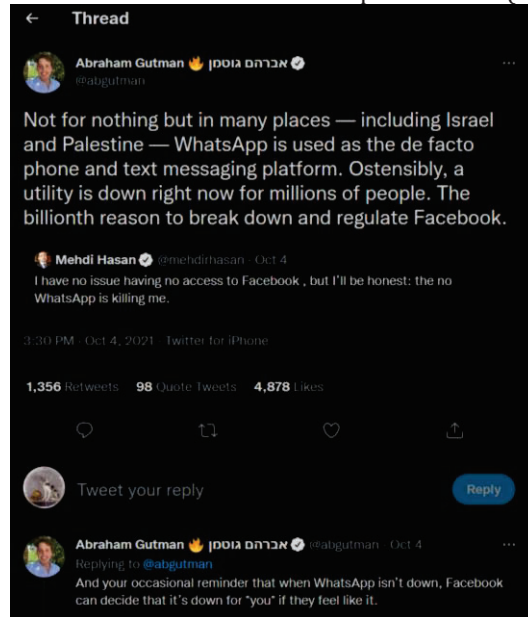 Thread
Abraham Gutman 🔥 אברהם גוטמן
@abgutman
Not for nothing but in many places — including Israel
and Palestine — WhatsApp is used as the de facto
phone and text messaging platform. Ostensibly, a
utility is down right now for millions of people. The
billionth reason to break down and regulate Facebook.
Mehdi Hasan @mehdirhasan · Oct 4
I have no issue having no access to Facebook , but I'll be honest: the no
WhatsApp is killing me.
3:30 PM · Oct 4, 2021 · Twitter for iPhone
1,356 Retweets 98 Quote Tweets 4,878 Likes
Tweet your reply
Reply
Abraham Gutman 🔥 אברהם גוטמן @abgutman · Oct 4
Replying to @abgutman
And your occasional reminder that when WhatsApp isn't down, Facebook
can decide that it's down for "you" if they feel like it.